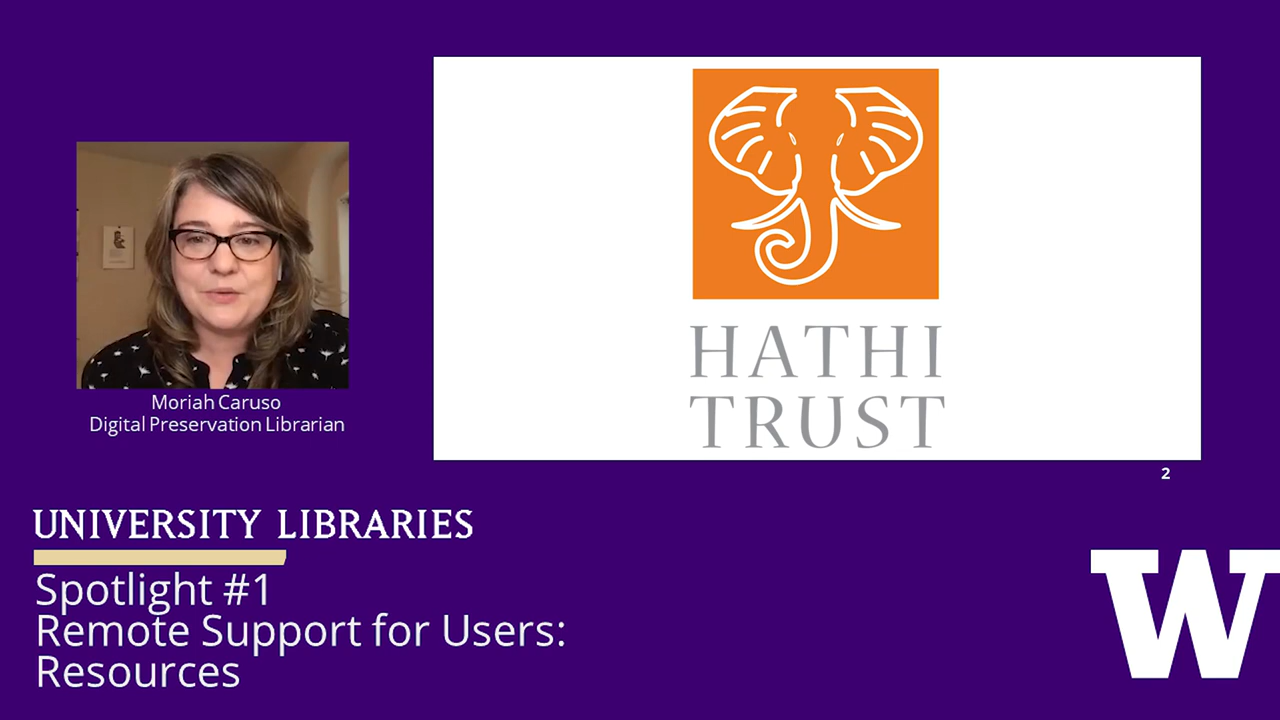 HATHI
TRUST
Moriah Caruso
Digital Preservation Librarian
2
UNIVERSITY LIBRARIES
Spotlight #1
Remote Support for Users:
Resources
W